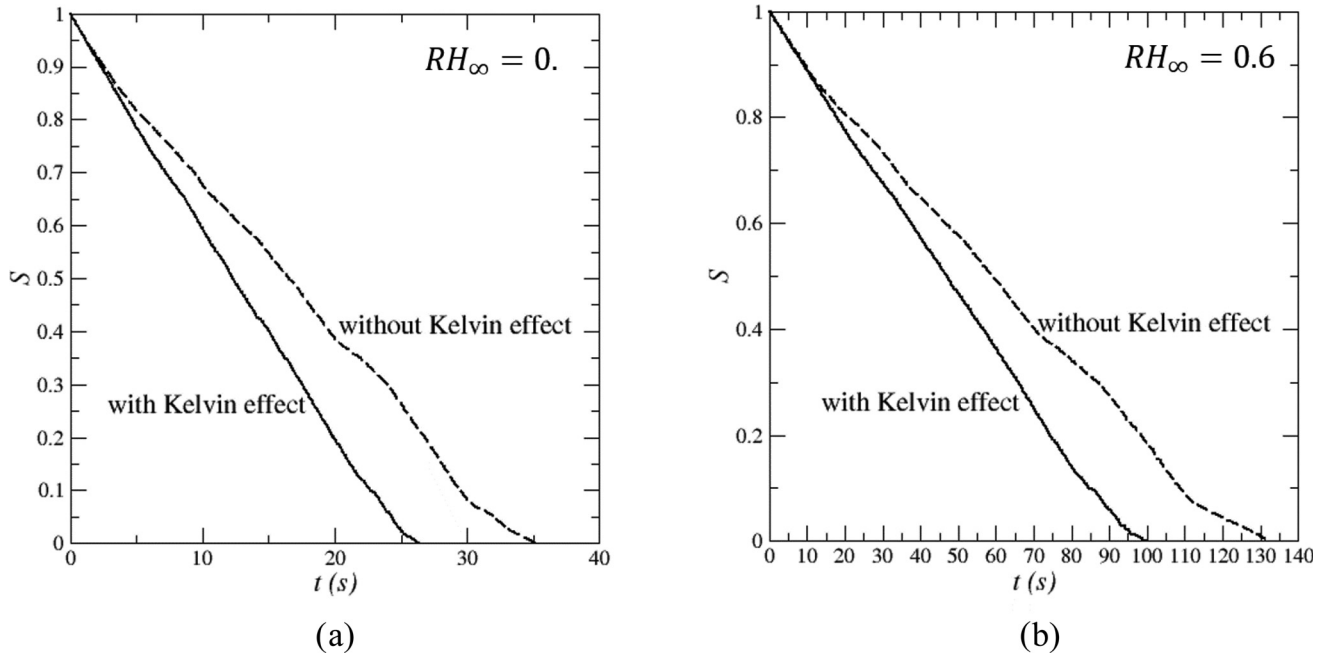 RH∞ = 0.
1
0.9
0.8
0.7
0.6
0.5
0.4
0.3
0.2
0.1
0
S
without Kelvin effect
with Kelvin effect
0 10 20 30 40
t (s)
(a)
RH∞ = 0.6
1
0.8
0.6
0.4
0.2
0
S
without Kelvin effect
with Kelvin effect
0 10 20 30 40 50 60 70 80 90 100 110 120 130 140
t (s)
(b)